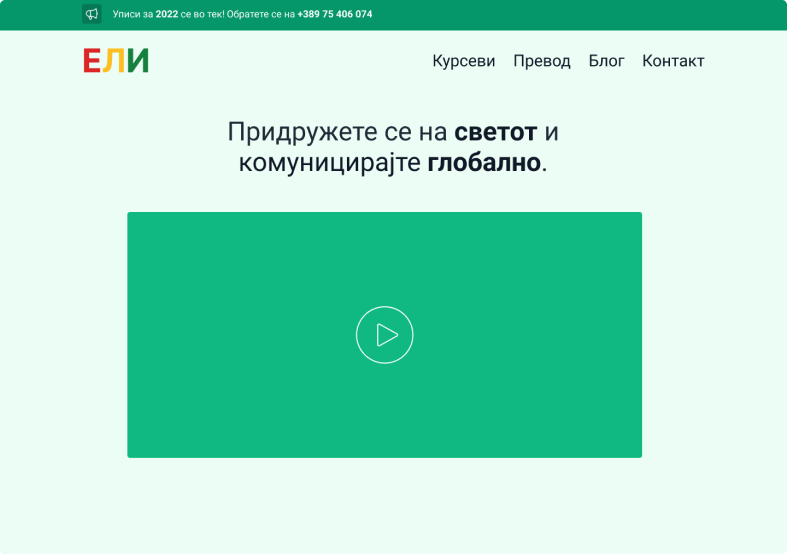 Уписи за 2022 се во тек! Обратете се на +389 75 406 074
ЕЛИ
Курсеви Превод Блог Контакт
Придружете се на светот и
комуницирајте глобално.